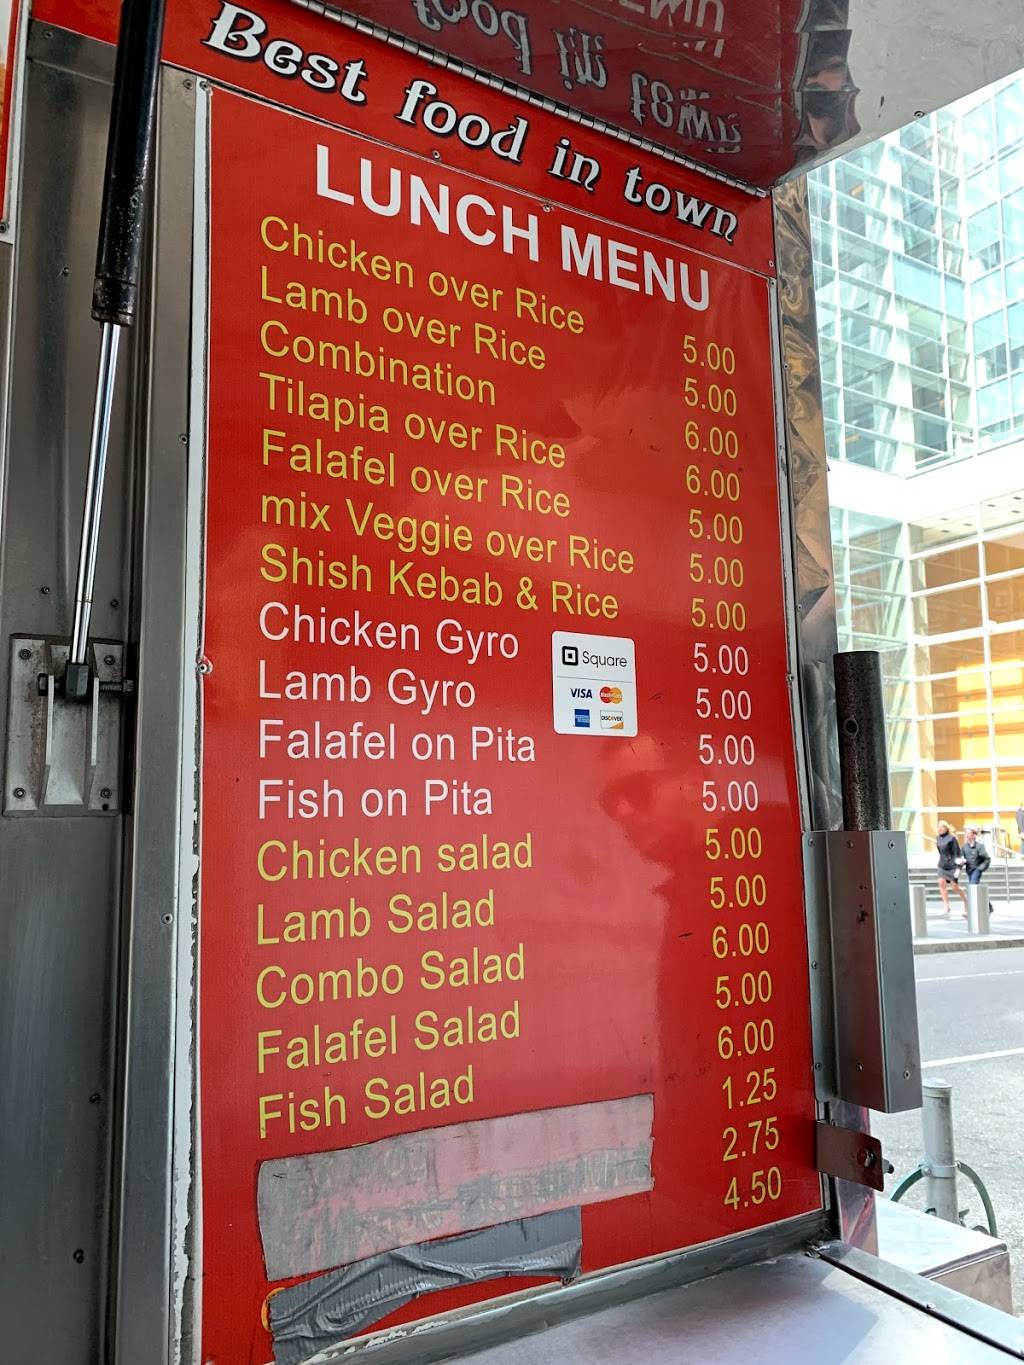 Best food in town
LUNCH MENU
Chicken over Rice 5.00
Lamb over Rice 5.00
Combination 6.00
Tilapia over Rice 6.00
Falafel over Rice 5.00
mix Veggie over Rice 5.00
Shish Kebab & Rice 5.00
Chicken Gyro 5.00
Lamb Gyro 5.00
Falafel on Pita 5.00
Fish on Pita 5.00
Chicken salad 5.00
Lamb Salad 5.00
Combo Salad 6.00
Falafel Salad 5.00
Fish Salad 6.00
1.25
2.75
4.50
Square
VISA MasterCard
DISCOVER